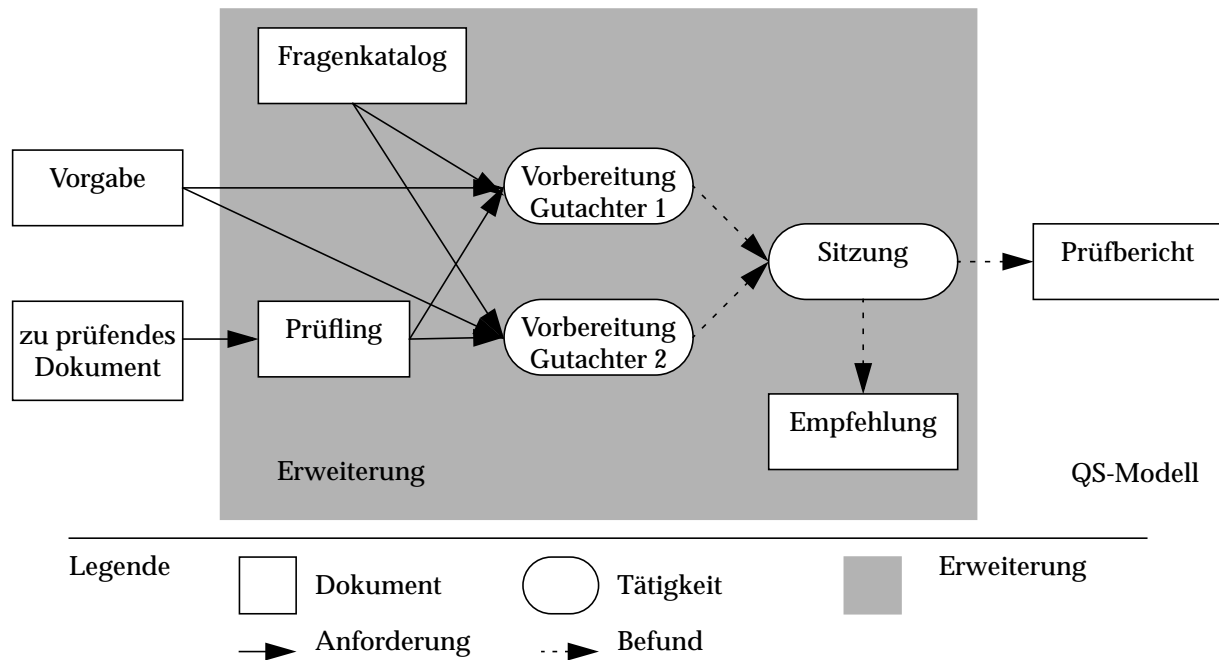 Fragenkatalog
Vorgabe
Vorbereitung
Gutachter 1
Sitzung
Prüfbericht
zu prüfendes
Dokument
Prüfling
Vorbereitung
Gutachter 2
Empfehlung
Erweiterung
QS-Modell
Legende
Dokument
Tätigkeit
Erweiterung
Anforderung
Befund